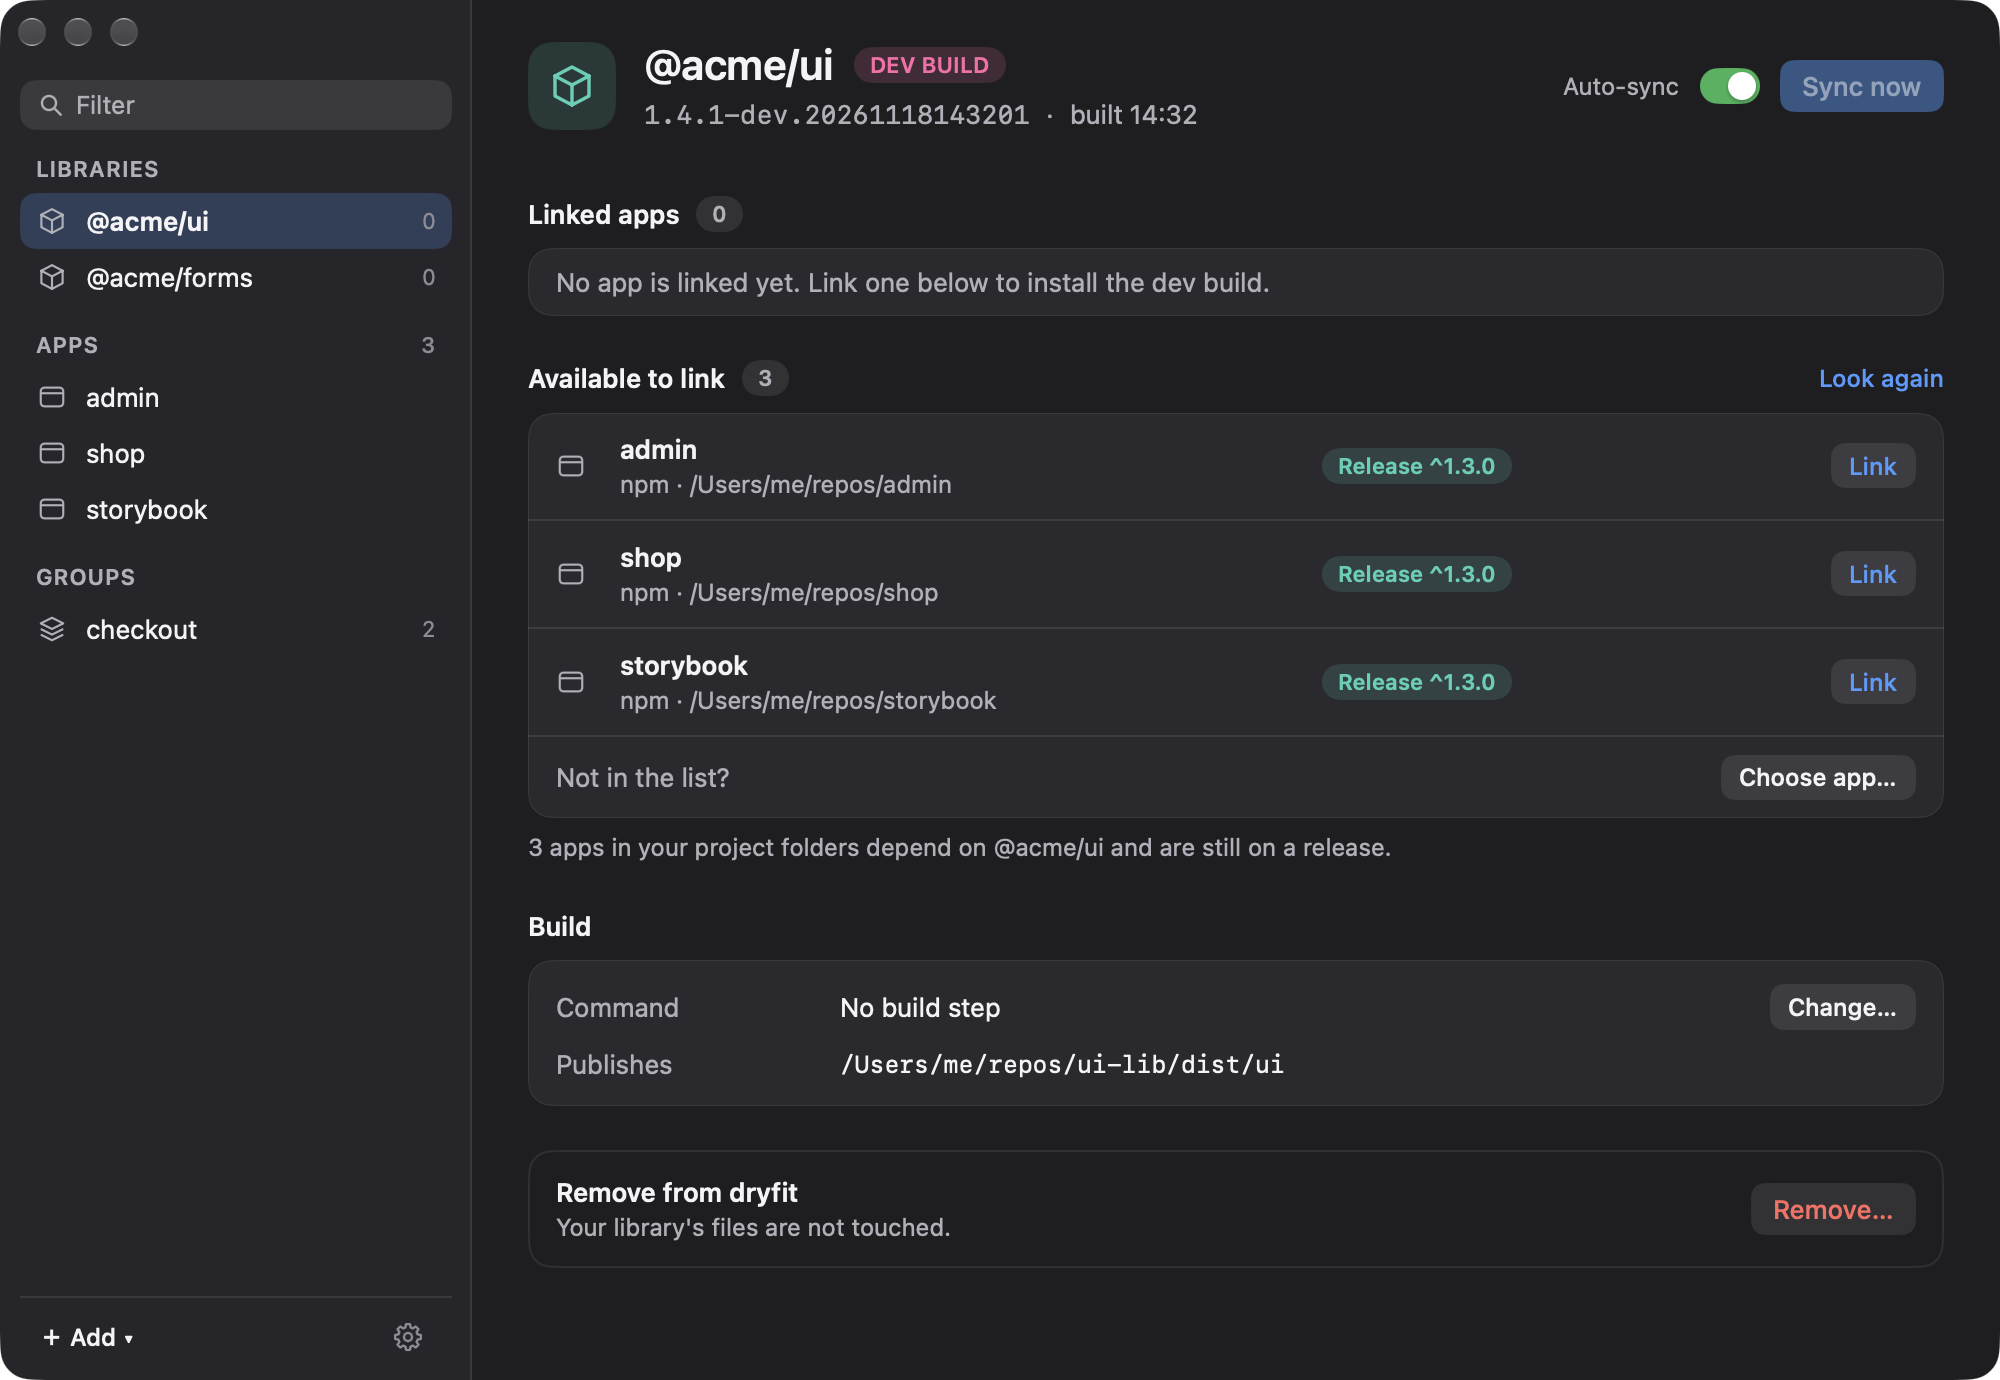 Filter
LIBRARIES
@acme/ui 0
@acme/forms 0
APPS 3
admin
shop
storybook
GROUPS
checkout 2
+ Add ▾
@acme/ui DEV BUILD
1.4.1-dev.20261118143201 · built 14:32
Auto-sync Sync now
Linked apps 0
No app is linked yet. Link one below to install the dev build.
Available to link 3 Look again
admin
npm · /Users/me/repos/admin
Release ^1.3.0 Link
shop
npm · /Users/me/repos/shop
Release ^1.3.0 Link
storybook
npm · /Users/me/repos/storybook
Release ^1.3.0 Link
Not in the list? Choose app...
3 apps in your project folders depend on @acme/ui and are still on a release.
Build
Command No build step Change...
Publishes /Users/me/repos/ui-lib/dist/ui
Remove from dryfit
Your library's files are not touched.
Remove...